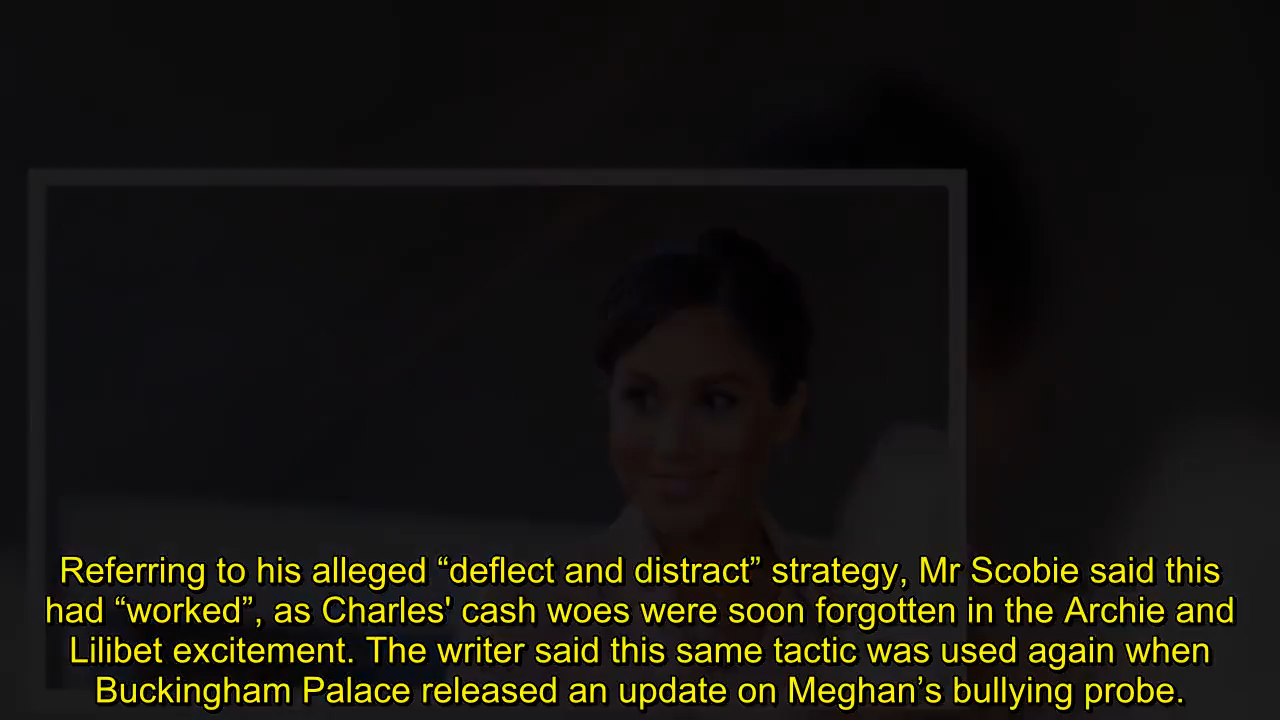 Referring to his alleged “deflect and distract” strategy, Mr Scobie said this
had “worked”, as Charles' cash woes were soon forgotten in the Archie and
Lilibet excitement. The writer said this same tactic was used again when
Buckingham Palace released an update on Meghan’s bullying probe.